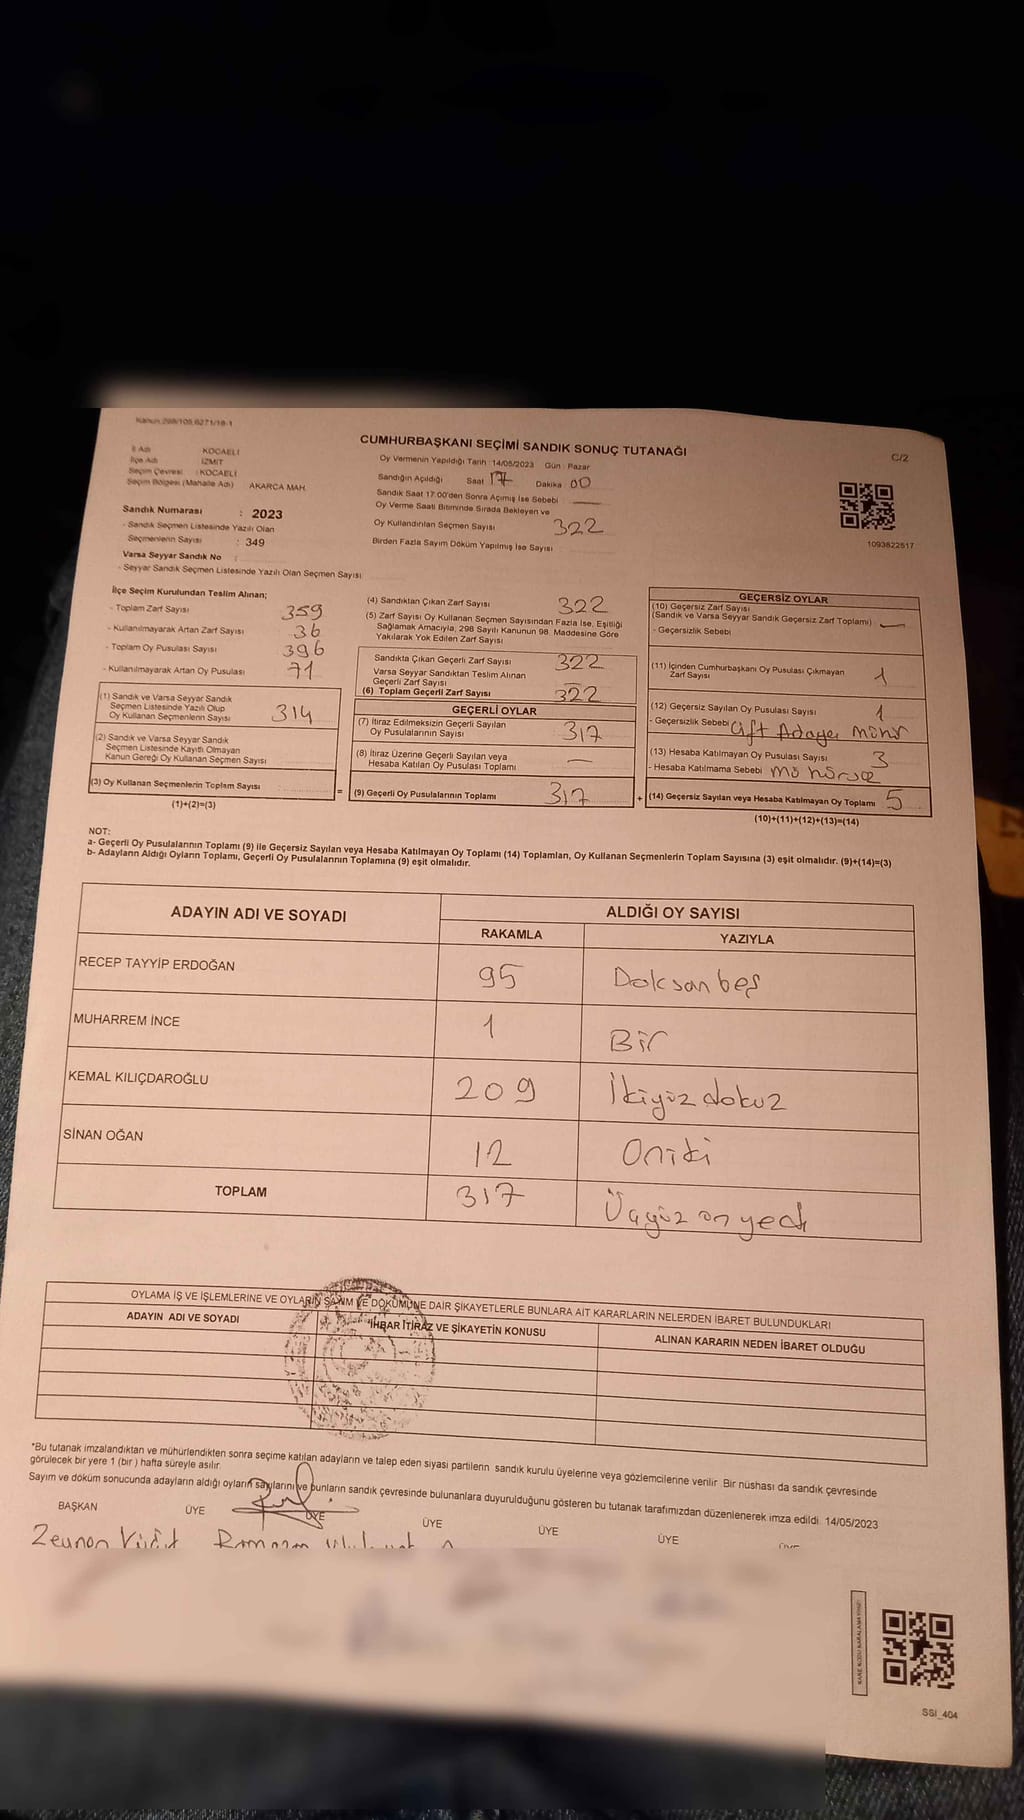 Kanun 298/105,6271/18-1
CUMHURBAŞKANI SEÇİMİ SANDIK SONUÇ TUTANAĞI
C/2
İl Adı KOCAELİ
İlçe Adı İZMİT
Seçim Çevresi : KOCAELİ
Seçim Bölgesi (Mahalle Adı) AKARCA MAH.
Sandık Numarası : 2023
- Sandık Seçmen Listesinde Yazılı Olan
Seçmenlerin Sayısı : 349
Varsa Seyyar Sandık No :
- Seyyar Sandık Seçmen Listesinde Yazılı Olan Seçmen Sayısı
Oy Vermenin Yapıldığı Tarih : 14/05/2023 Gün : Pazar
Sandığın Açıldığı Saat 17 Dakika 00
Sandık Saat 17:00'den Sonra Açımış İse Sebebi —
Oy Verme Saati Bitiminde Sırada Bekleyen ve
Oy Kullandırılan Seçmen Sayısı 322
Birden Fazla Sayım Döküm Yapılmış İse Sayısı
1093822517
İlçe Seçim Kurulundan Teslim Alınan;
- Toplam Zarf Sayısı 359
- Kullanılmayarak Artan Zarf Sayısı 36
- Toplam Oy Pusulası Sayısı 396
- Kullanılmayarak Artan Oy Pusulası 71
(1) Sandık ve Varsa Seyyar Sandık
Seçmen Listesinde Yazılı Olup
Oy Kullanan Seçmenlerin Sayısı 314
(2) Sandık ve Varsa Seyyar Sandık
Seçmen Listesinde Kayıtlı Olmayan
Kanun Gereği Oy Kullanan Seçmen Sayısı
(3) Oy Kullanan Seçmenlerin Toplam Sayısı
(1)+(2)=(3)
=
(4) Sandıktan Çıkan Zarf Sayısı 322
(5) Zarf Sayısı Oy Kullanan Seçmen Sayısından Fazla İse, Eşitliği
Sağlamak Amacıyla, 298 Sayılı Kanunun 98. Maddesine Göre
Yakılarak Yok Edilen Zarf Sayısı
Sandıkta Çıkan Geçerli Zarf Sayısı 322
Varsa Seyyar Sandıktan Teslim Alınan
Geçerli Zarf Sayısı —
(6) Toplam Geçerli Zarf Sayısı 322
GEÇERLİ OYLAR
(7) İtiraz Edilmeksizin Geçerli Sayılan
Oy Pusulalarının Sayısı 317
(8) İtiraz Üzerine Geçerli Sayılan veya
Hesaba Katılan Oy Pusulası Toplamı —
(9) Geçerli Oy Pusulalarının Toplamı 317
+
GEÇERSİZ OYLAR
(10) Geçersiz Zarf Sayısı
(Sandık ve Varsa Seyyar Sandık Geçersiz Zarf Toplamı) —
- Geçersizlik Sebebi
(11) İçinden Cumhurbaşkanı Oy Pusulası Çıkmayan
Zarf Sayısı 1
(12) Geçersiz Sayılan Oy Pusulası Sayısı 1
- Geçersizlik Sebebi Çift Adaya mühür
(13) Hesaba Katılmayan Oy Pusulası Sayısı 3
- Hesaba Katılmama Sebebi
(14) Geçersiz Sayılan veya Hesaba Katılmayan Oy Toplamı 5
(10)+(11)+(12)+(13)=(14)
NOT:
a- Geçerli Oy Pusulalarının Toplamı (9) ile Geçersiz Sayılan veya Hesaba Katılmayan Oy Toplamı (14) Toplamları, Oy Kullanan Seçmenlerin Toplam Sayısına (3) eşit olmalıdır. (9)+(14)=(3)
b- Adayların Aldığı Oyların Toplamı, Geçerli Oy Pusulalarının Toplamına (9) eşit olmalıdır.
ADAYIN ADI VE SOYADI
ALDIĞI OY SAYISI
RAKAMLA YAZIYLA
RECEP TAYYİP ERDOĞAN 95 Doksan beş
MUHARREM İNCE 1 Bir
KEMAL KILIÇDAROĞLU 209 İkiyüz dokuz
SİNAN OĞAN 12 Oniki
TOPLAM 317 Üçyüz on yedi
OYLAMA İŞ VE İŞLEMLERİNE VE OYLARIN SAYIM VE DÖKÜMÜNE DAİR ŞİKAYETLERLE BUNLARA AİT KARARLARIN NELERDEN İBARET BULUNDUKLARI
ADAYIN ADI VE SOYADI İHBAR İTİRAZ VE ŞİKAYETİN KONUSU ALINAN KARARIN NEDEN İBARET OLDUĞU
*Bu tutanak imzalandıktan ve mühürlendikten sonra seçime katılan adayların ve talep eden siyasi partilerin sandık kurulu üyelerine veya gözlemcilerine verilir. Bir nüshası da sandık çevresinde
görülecek bir yere 1 (bir) hafta süreyle asılır.
Sayım ve döküm sonucunda adayların aldığı oyların sayılarını ve bunların sandık çevresinde bulunanlara duyurulduğunu gösteren bu tutanak tarafımızdan düzenlenerek imza edildi. 14/05/2023
BAŞKAN ÜYE ÜYE ÜYE ÜYE ÜYE
KARE KODU KARALAMAYINIZ!
SSI_404